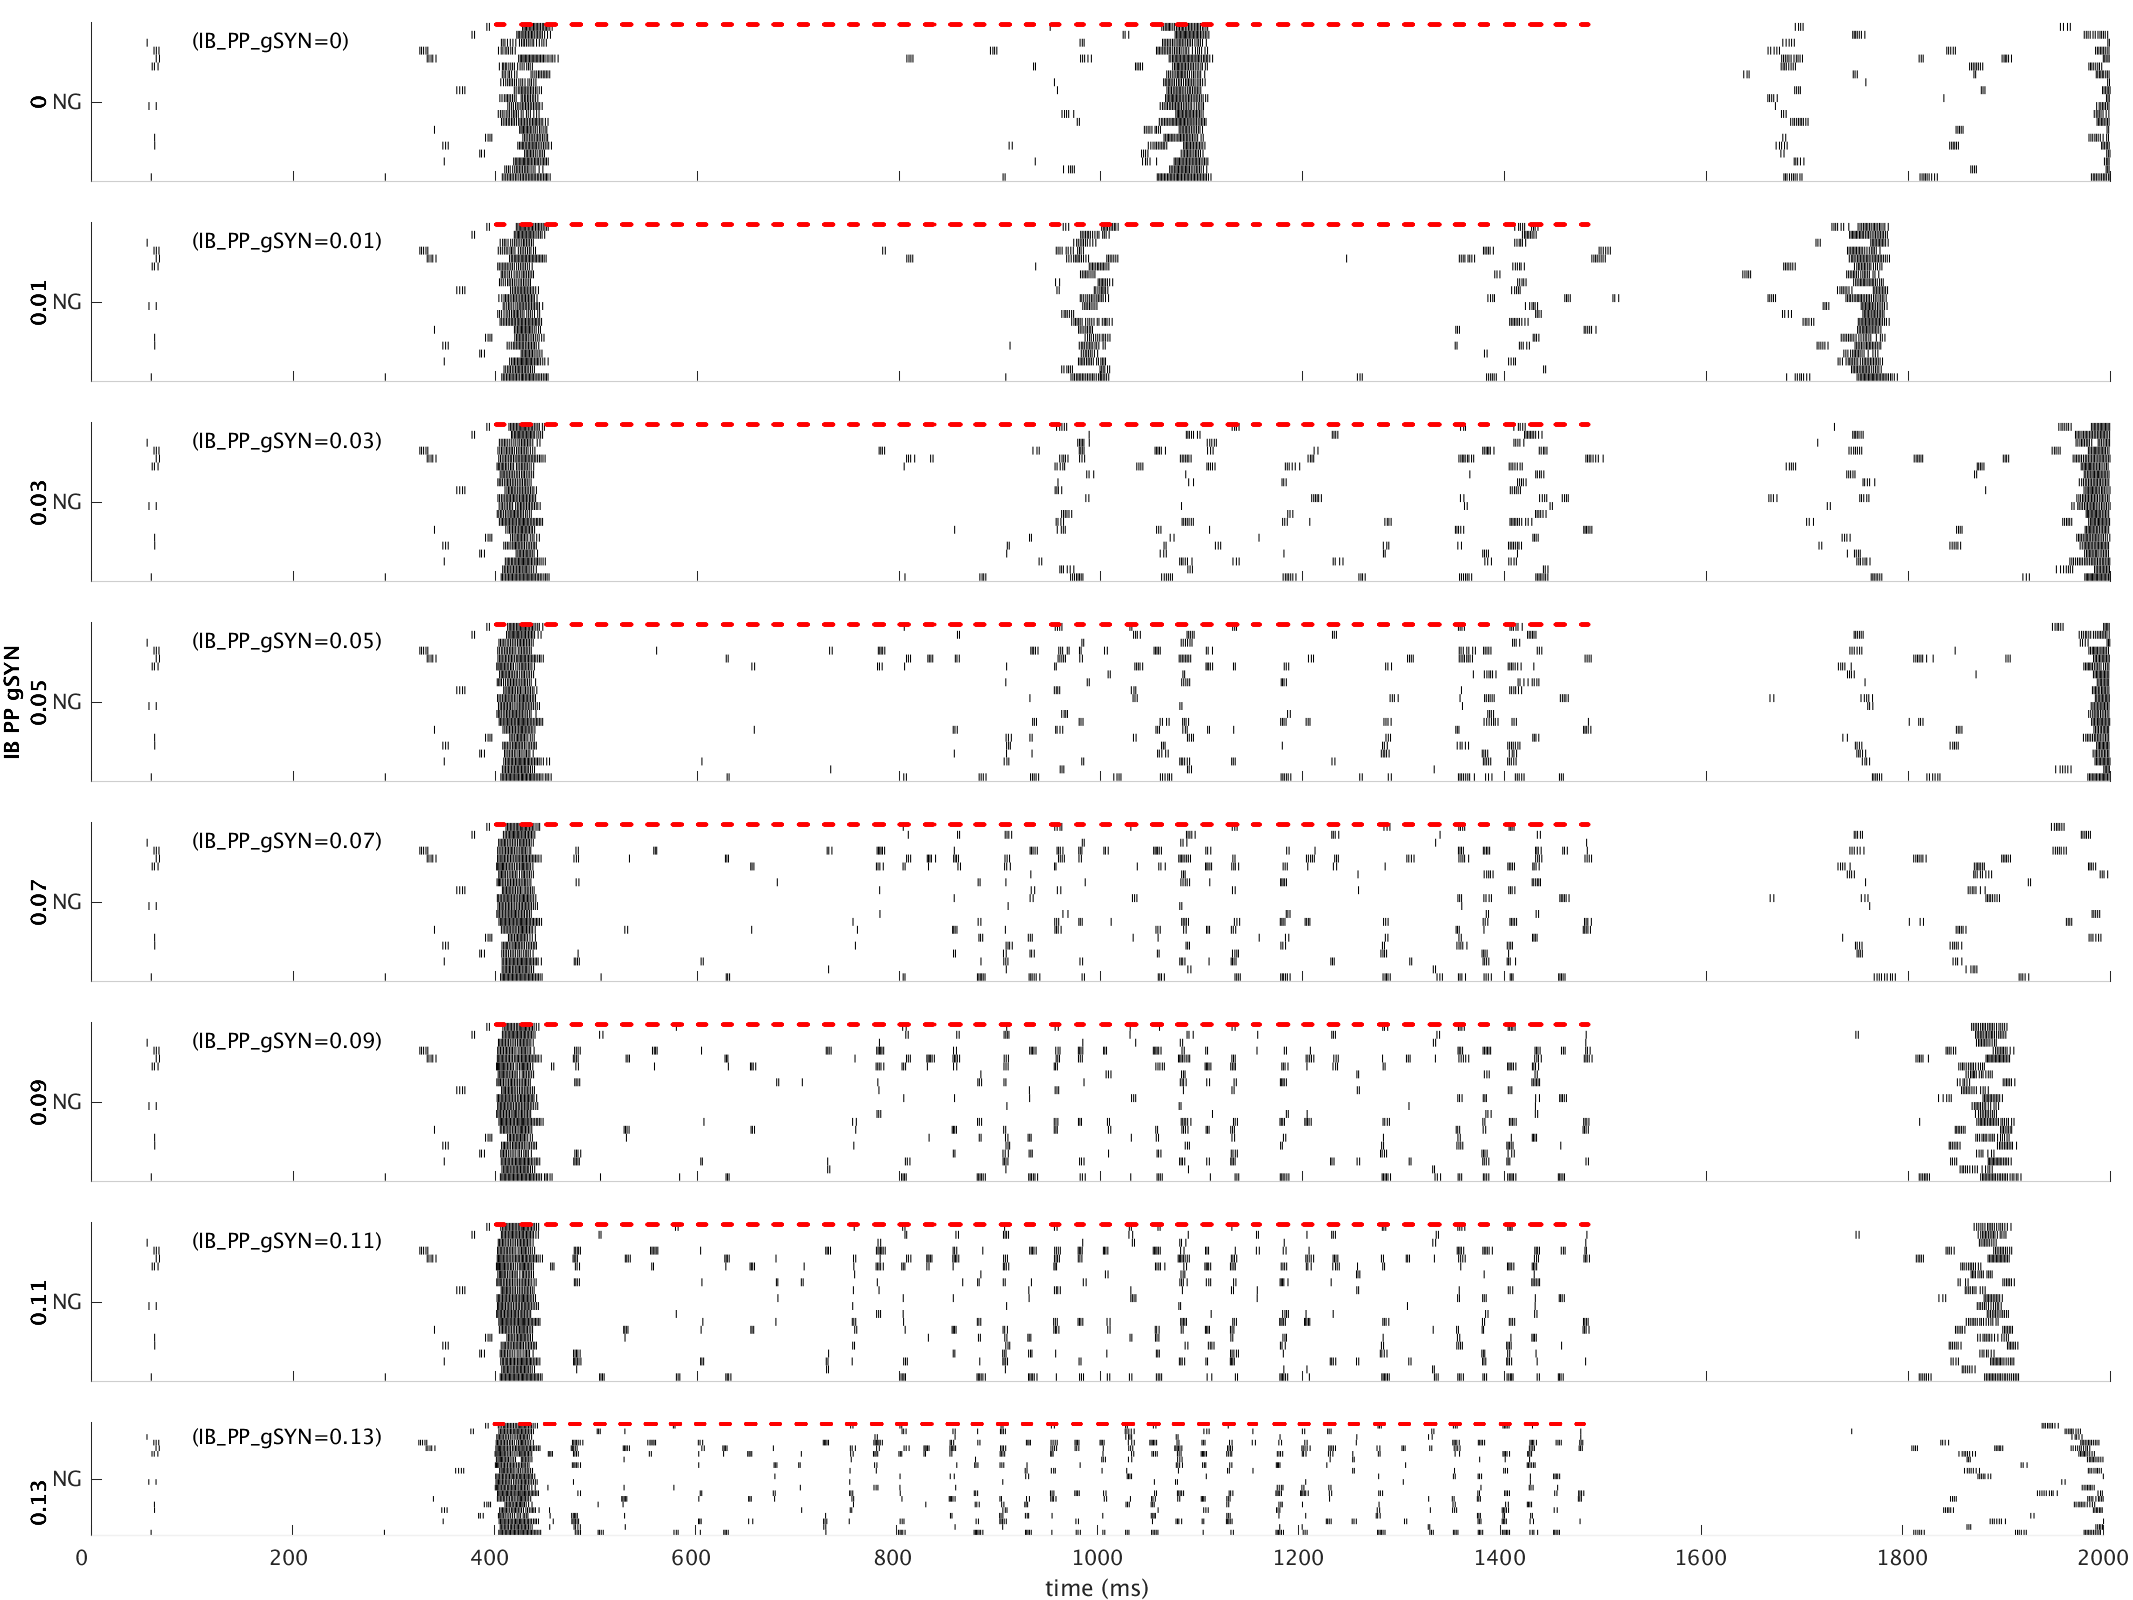 (IB_PP_gSYN=0)
0 NG
(IB_PP_gSYN=0.01)
0.01 NG
(IB_PP_gSYN=0.03)
0.03 NG
(IB_PP_gSYN=0.05)
IB PP gSYN
0.05 NG
(IB_PP_gSYN=0.07)
0.07 NG
(IB_PP_gSYN=0.09)
0.09 NG
(IB_PP_gSYN=0.11)
0.11 NG
(IB_PP_gSYN=0.13)
0.13 NG
0 200 400 600 800 1000 1200 1400 1600 1800 2000
time (ms)